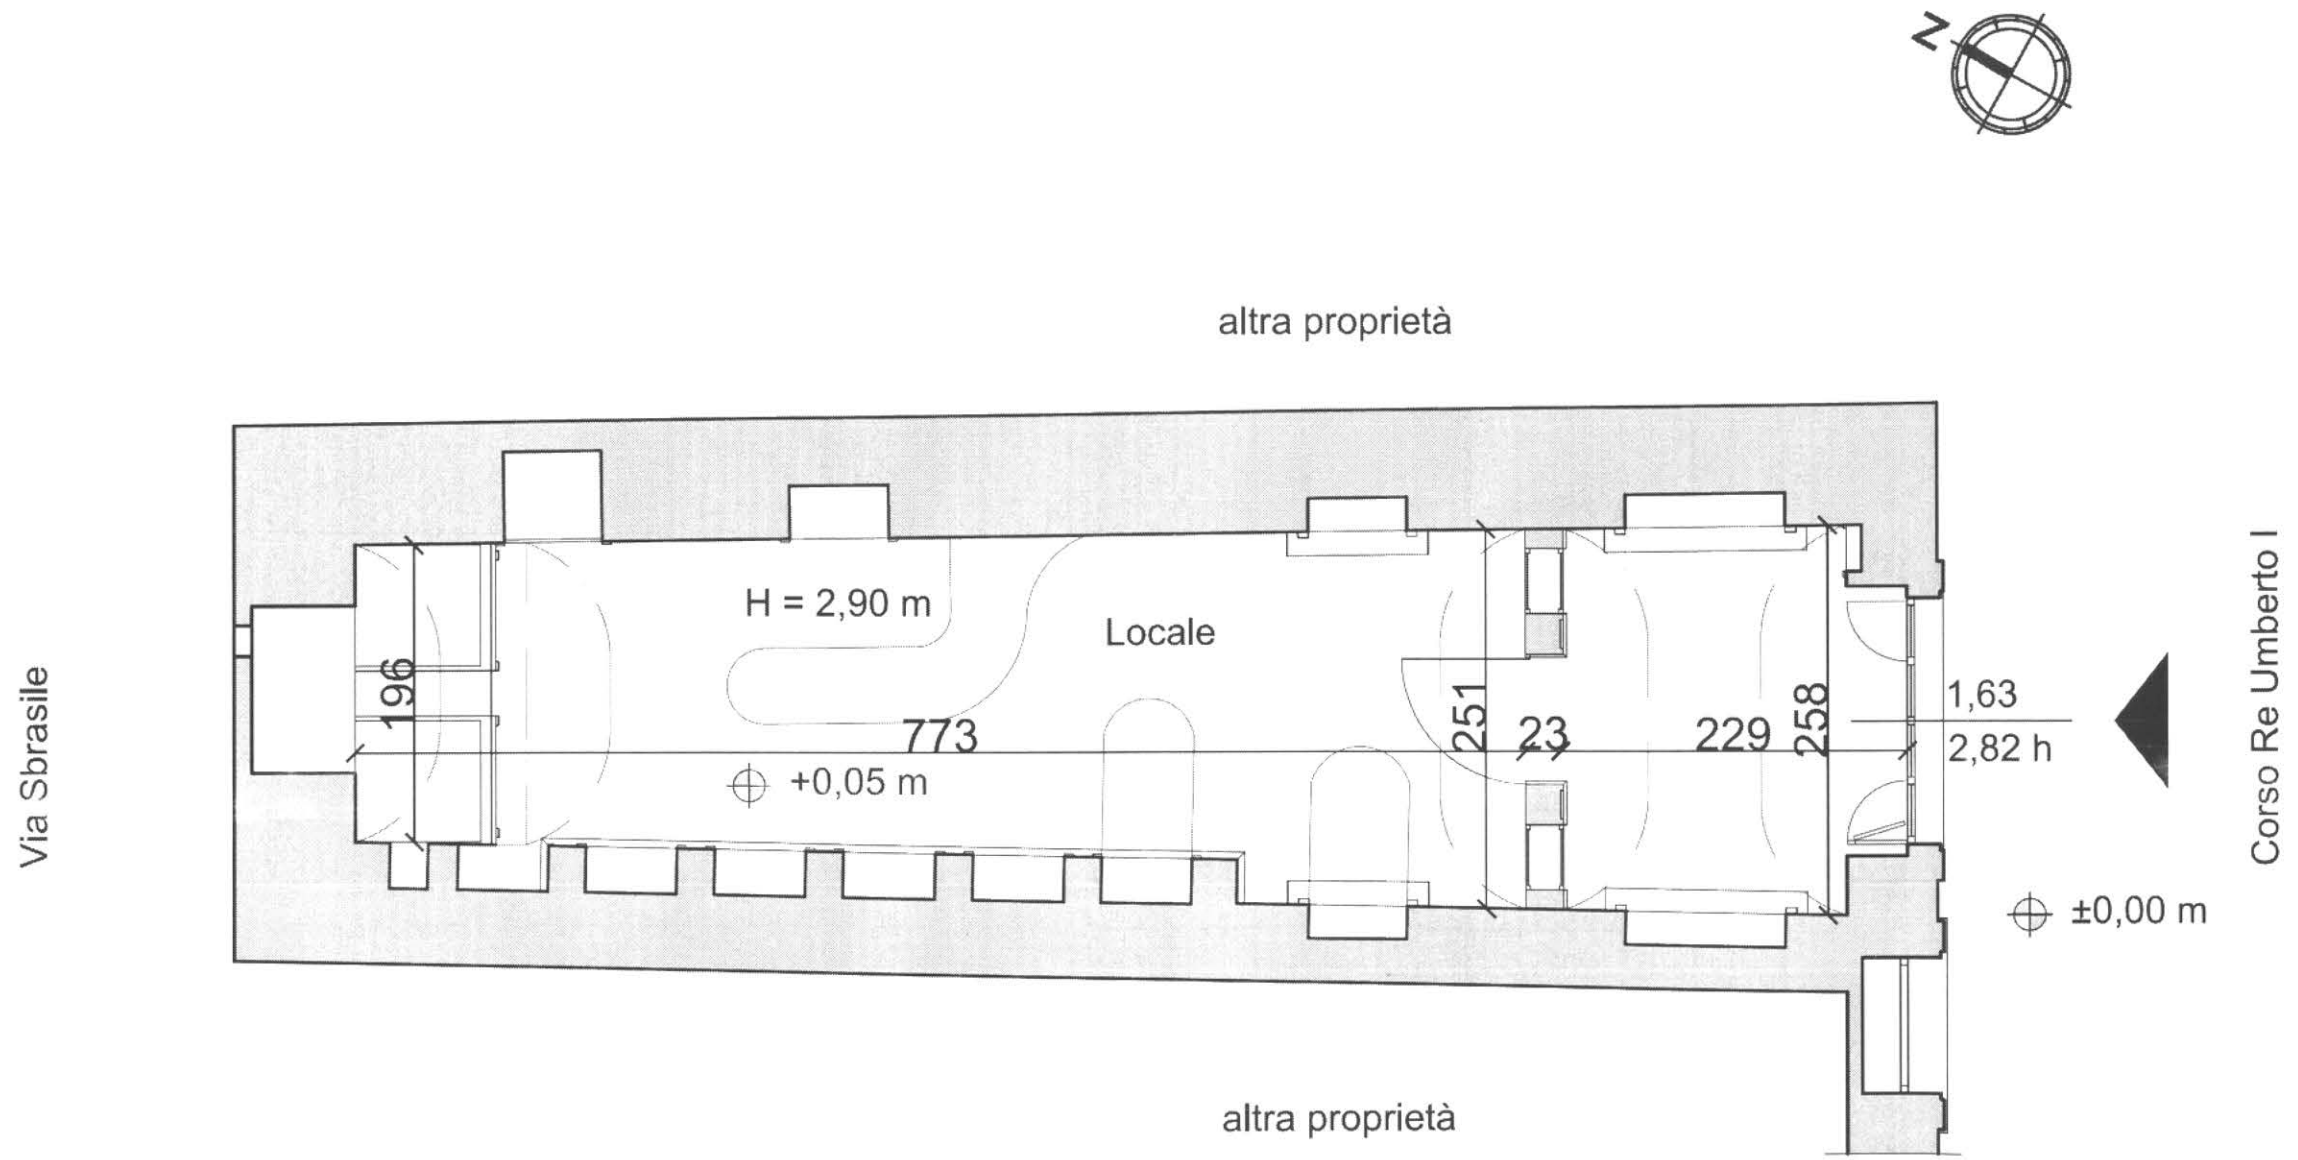 N
altra proprietà
H = 2,90 m
Locale
196
773
251
23
229
258
1,63
2,82 h
+0,05 m
±0,00 m
Via Sbrasile
Corso Re Umberto I
altra proprietà